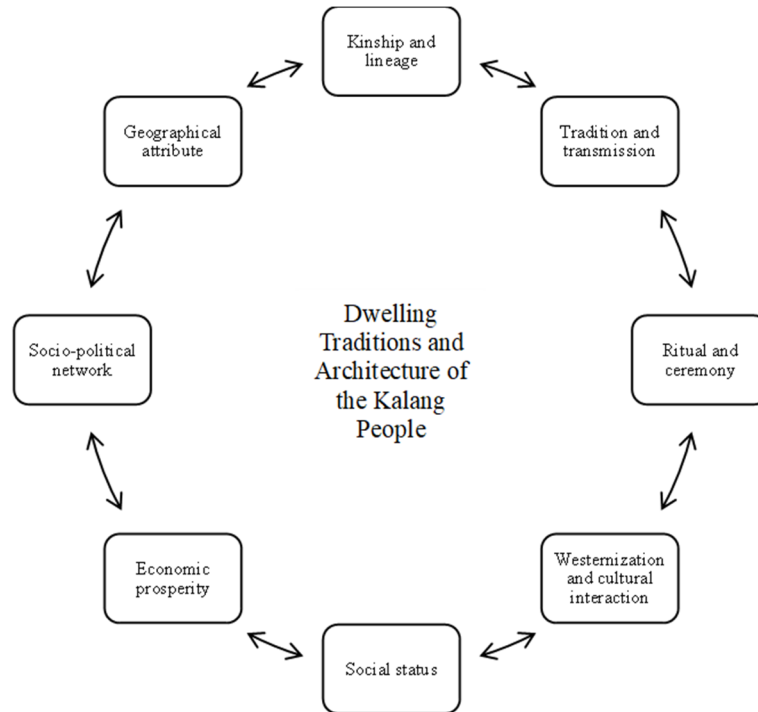 Kinship and
lineage
Geographical
attribute
Tradition and
transmission
Socio-political
network
Dwelling
Traditions and
Architecture of
the Kalang
People
Ritual and
ceremony
Economic
prosperity
Westernization
and cultural
interaction
Social status